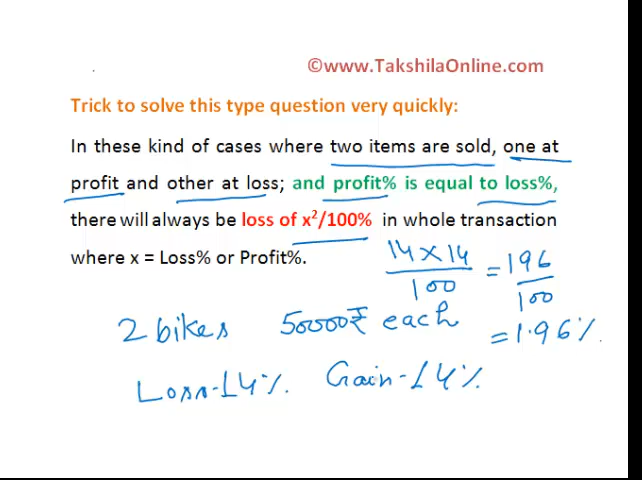 ©www.TakshilaOnline.com
Trick to solve this type question very quickly:
In these kind of cases where two items are sold, one at
profit and other at loss; and profit% is equal to loss%,
there will always be loss of x²/100% in whole transaction
where x = Loss% or Profit%.
14×14/100 = 196/100
2 bikes 50000₹ each = 1.96%
Loss-14% Gain-14%